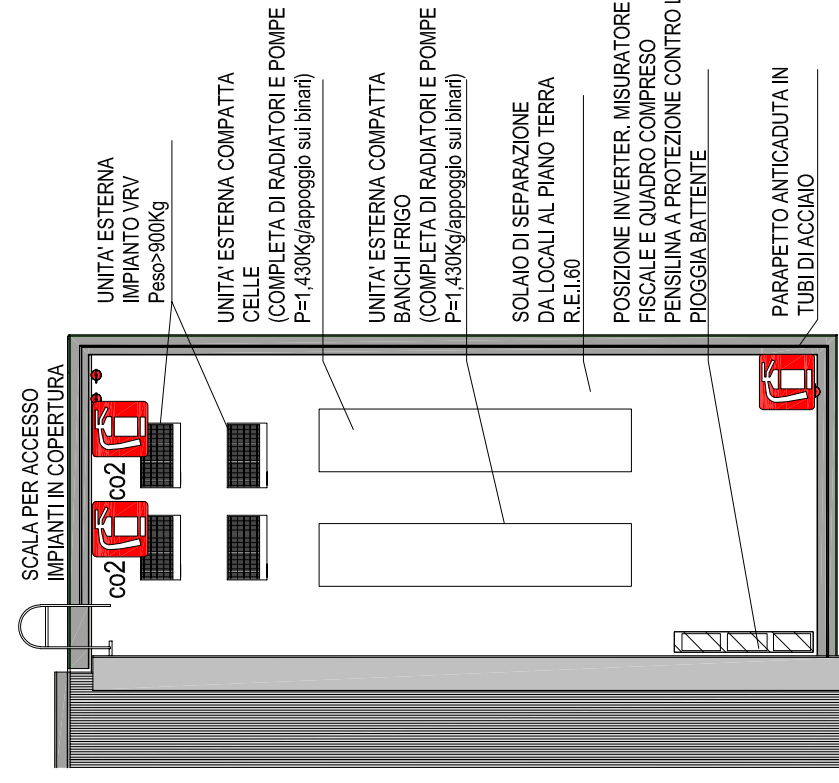 SCALA PER ACCESSO
IMPIANTI IN COPERTURA
UNITA' ESTERNA
IMPIANTO VRV
Peso>900Kg
UNITA' ESTERNA COMPATTA
CELLE
(COMPLETA DI RADIATORI E POMPE
P=1,430Kg/appoggio sui binari)
UNITA' ESTERNA COMPATTA
BANCHI FRIGO
(COMPLETA DI RADIATORI E POMPE
P=1,430Kg/appoggio sui binari)
SOLAIO DI SEPARAZIONE
DA LOCALI AL PIANO TERRA
R.E.I.60
POSIZIONE INVERTER. MISURATORE
FISCALE E QUADRO COMPRESO
PENSILINA A PROTEZIONE CONTRO
PIOGGIA BATTENTE
PARAPETTO ANTICADUTA IN
TUBI DI ACCIAIO
co2
co2